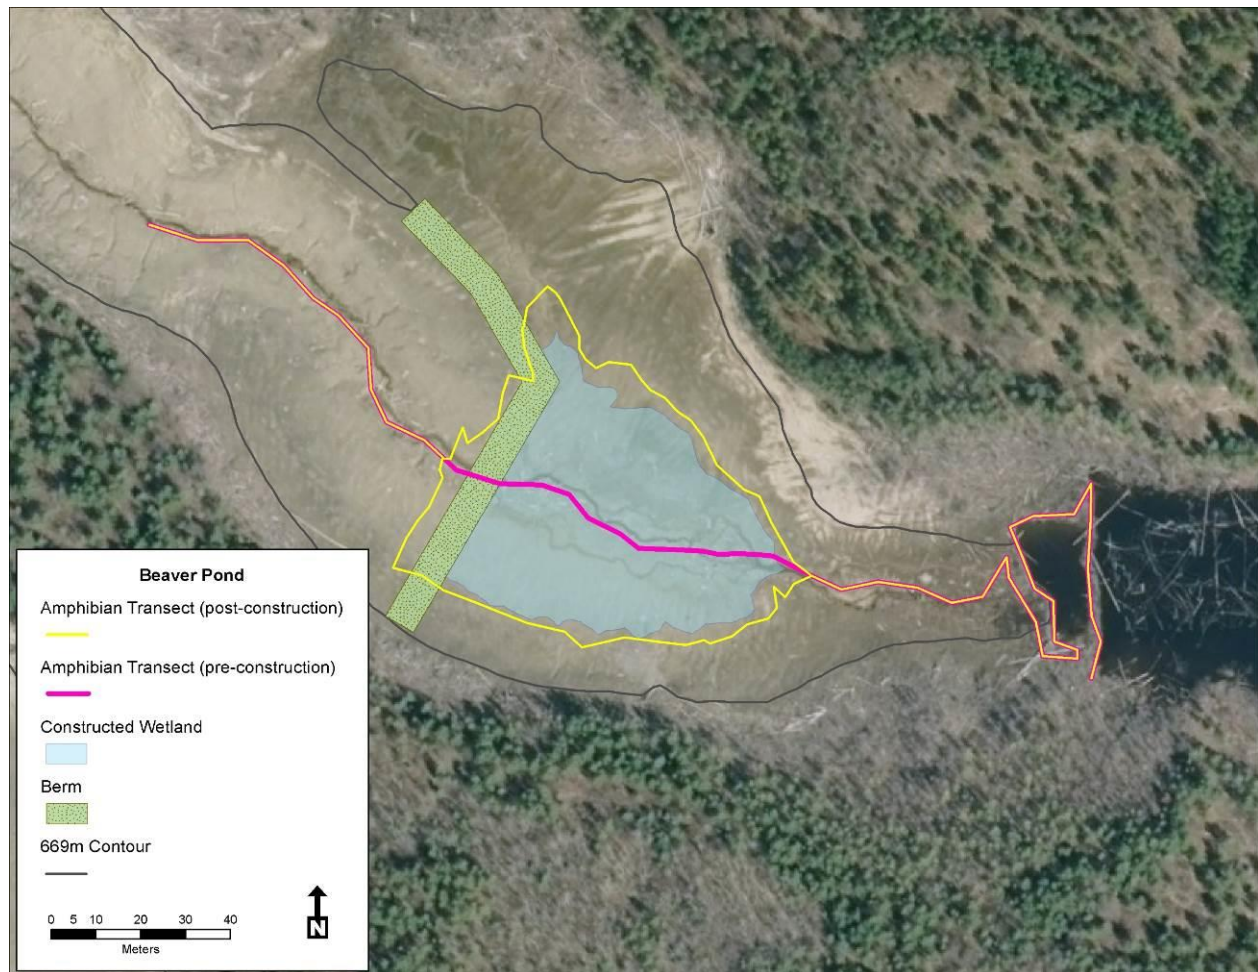 Beaver Pond
Amphibian Transect (post-construction)
Amphibian Transect (pre-construction)
Constructed Wetland
Berm
669m Contour
0 5 10 20 30 40
Meters
N